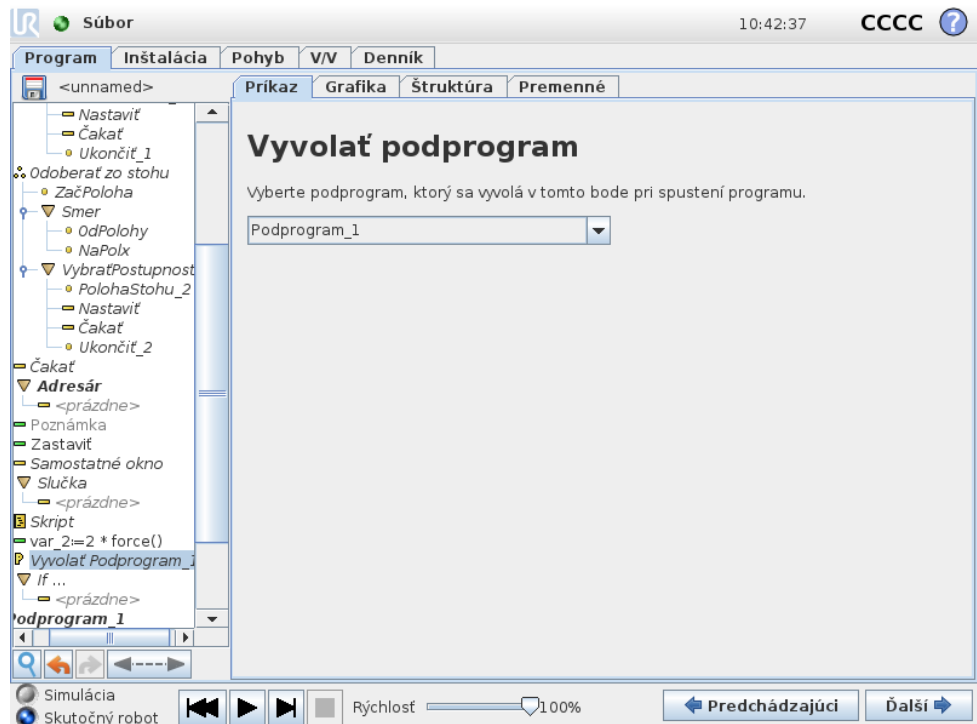 UR Súbor 10:42:37 CCCC ?
Program Inštalácia Pohyb V/V Denník
<unnamed>
Príkaz Grafika Štruktúra Premenné
Nastaviť
Čakať
Ukončiť_1
Odoberať zo stohu
ZačPoloha
Smer
OdPolohy
NaPolx
VybraťPostupnost
PolohaStohu_2
Nastaviť
Čakať
Ukončiť_2
Čakať
Adresár
<prázdne>
Poznámka
Zastaviť
Samostatné okno
Slučka
<prázdne>
Skript
var_2:=2 * force()
Vyvolať Podprogram_1
If ...
<prázdne>
Podprogram_1
Vyvolať podprogram
Vyberte podprogram, ktorý sa vyvolá v tomto bode pri spustení programu.
Podprogram_1
Simulácia
Skutočný robot
Rýchlosť 100%
Predchádzajúci Ďalší